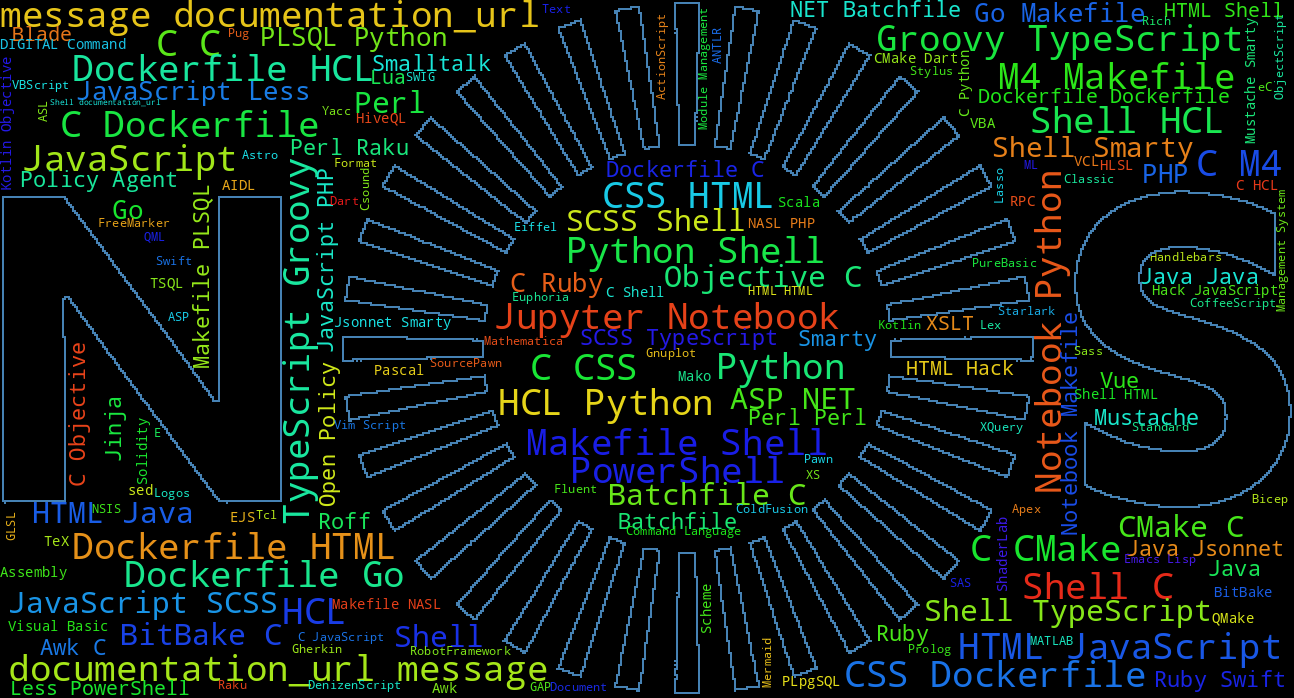 message documentation_url
Text
NET Batchfile
Go Makefile
HTML Shell
Rich
Blade
Pug
DIGITAL Command
C C
PLSQL Python
ActionScript
Module Management
ANTLR
Groovy TypeScript
Mustache Smarty
ObjectScript
Kotlin Objective
Dockerfile HCL
Smalltalk
Lua
SWIG
CMake Dart
Stylus
C Python
M4 Makefile
eC
VBScript
JavaScript Less
Shell documentation_url
ASL
Yacc
Perl
HiveQL
Dockerfile Dockerfile
VBA
Shell HCL
C Dockerfile
JavaScript
Astro
Perl Raku
Format
Shell Smarty
VCL
HLSL
ML
PHP
C M4
Policy Agent
AIDL
Dockerfile C
Lasso
Classic
C HCL
Go
FreeMarker
QML
Makefile PLSQL
TypeScript Groovy
JavaScript PHP
Dart
Csound
CSS HTML
Scala
RPC
Notebook Python
Management System
SCSS Shell
NASL PHP
Eiffel
Swift
TSQL
ASP
Python Shell
PureBasic
Handlebars
Objective C
C Ruby
C Shell
HTML HTML
Euphoria
Java Java
Hack JavaScript
CoffeeScript
Jsonnet Smarty
Jupyter Notebook
Kotlin
XSLT
Lex
Starlark
Notebook Makefile
Mathematica
SCSS TypeScript
Smarty
Gnuplot
Sass
C Objective
Jinja
Solidity
E
Open Policy
Pascal
SourcePawn
C CSS
Mako
Python
HTML Hack
Vue
Shell HTML
HCL Python
ASP NET
Perl Perl
Mustache
Standard
Vim Script
XQuery
Makefile Shell
Pawn
PowerShell
XS
sed
Logos
Fluent
Batchfile C
ColdFusion
Bicep
HTML Java
NSIS
GLSL
EJS
Tcl
Roff
Batchfile
Command Language
Apex
CMake C
TeX
Dockerfile HTML
ShaderLab
C CMake
Java Jsonnet
Emacs Lisp
Assembly
Dockerfile Go
SAS
Shell C
Java
BitBake
JavaScript SCSS
HCL
Makefile NASL
Scheme
Shell TypeScript
QMake
Visual Basic
BitBake C
C JavaScript
Shell
Ruby
Prolog
HTML
MATLAB
JavaScript
Awk C
Gherkin
RobotFramework
Mermaid
documentation_url message
CSS Dockerfile
Ruby Swift
Less PowerShell
Raku
DenizenScript
Awk
GAP
Document
PLpgSQL